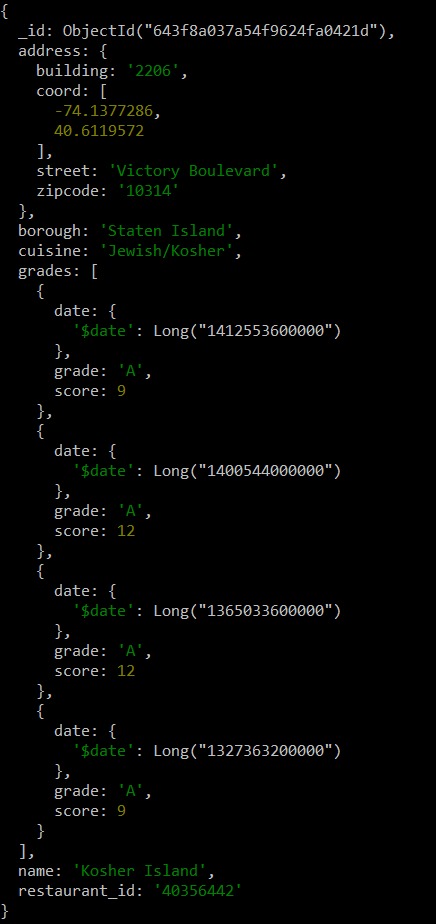 {
  _id: ObjectId("643f8a037a54f9624fa0421d"),
  address: {
    building: '2206',
    coord: [
      -74.1377286,
      40.6119572
    ],
    street: 'Victory Boulevard',
    zipcode: '10314'
  },
  borough: 'Staten Island',
  cuisine: 'Jewish/Kosher',
  grades: [
    {
      date: {
        '$date': Long("1412553600000")
      },
      grade: 'A',
      score: 9
    },
    {
      date: {
        '$date': Long("1400544000000")
      },
      grade: 'A',
      score: 12
    },
    {
      date: {
        '$date': Long("1365033600000")
      },
      grade: 'A',
      score: 12
    },
    {
      date: {
        '$date': Long("1327363200000")
      },
      grade: 'A',
      score: 9
    }
  ],
  name: 'Kosher Island',
  restaurant_id: '40356442'
}